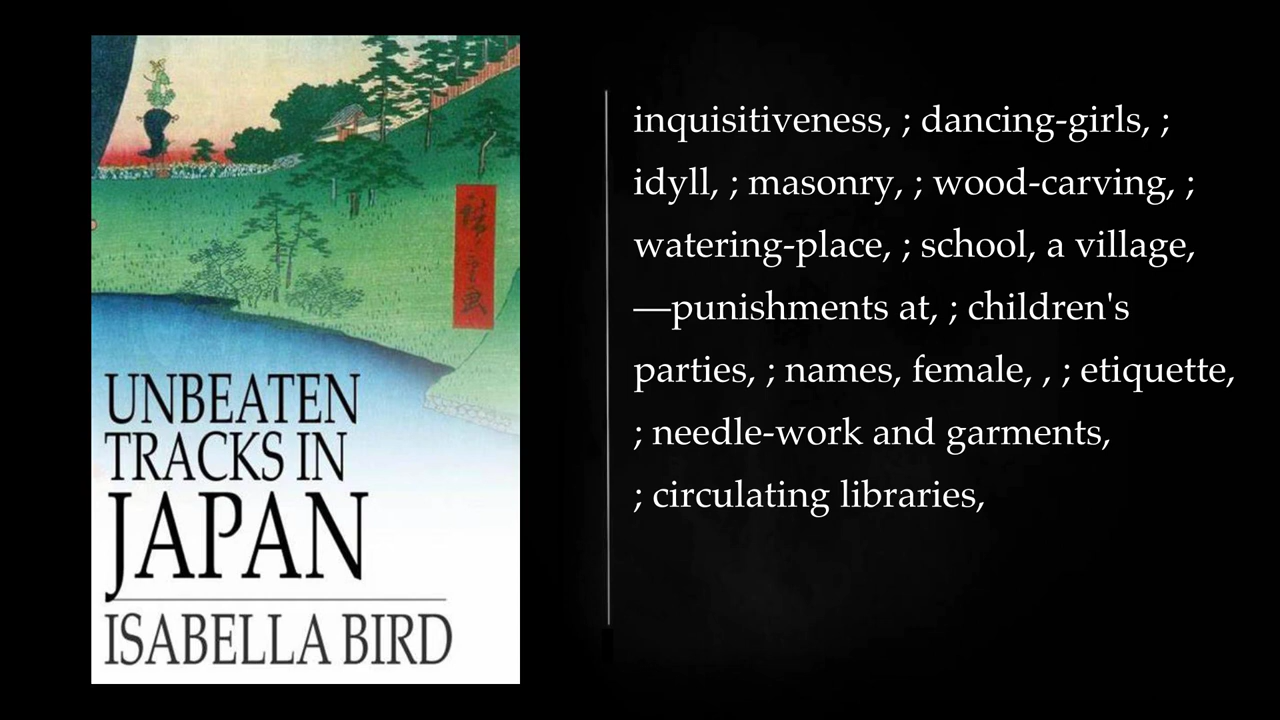 UNBEATEN
TRACKS IN
JAPAN
ISABELLA BIRD
inquisitiveness, ; dancing-girls, ;
idyll, ; masonry, ; wood-carving, ;
watering-place, ; school, a village,
—punishments at, ; children's
parties, ; names, female, , ; etiquette,
; needle-work and garments,
; circulating libraries,